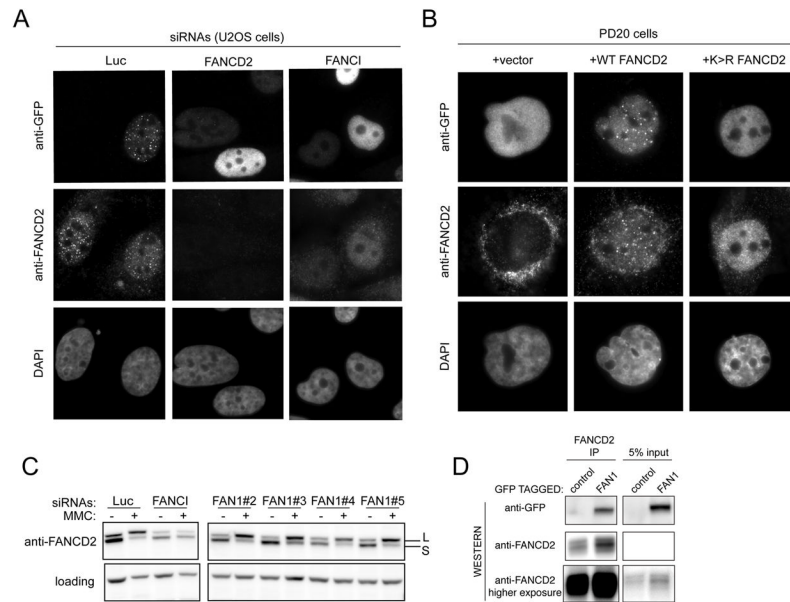 A
siRNAs (U2OS cells)
Luc FANCD2 FANCI
anti-GFP
anti-FANCD2
DAPI
B
PD20 cells
+vector +WT FANCD2 +K>R FANCD2
anti-GFP
anti-FANCD2
DAPI
C
siRNAs: Luc FANCI FAN1#2 FAN1#3 FAN1#4 FAN1#5
MMC: - + - + - + - + - + - +
anti-FANCD2 L
S
loading
D
FANCD2
IP 5% input
GFP TAGGED: control FAN1 control FAN1
WESTERN
anti-GFP
anti-FANCD2
anti-FANCD2
higher exposure